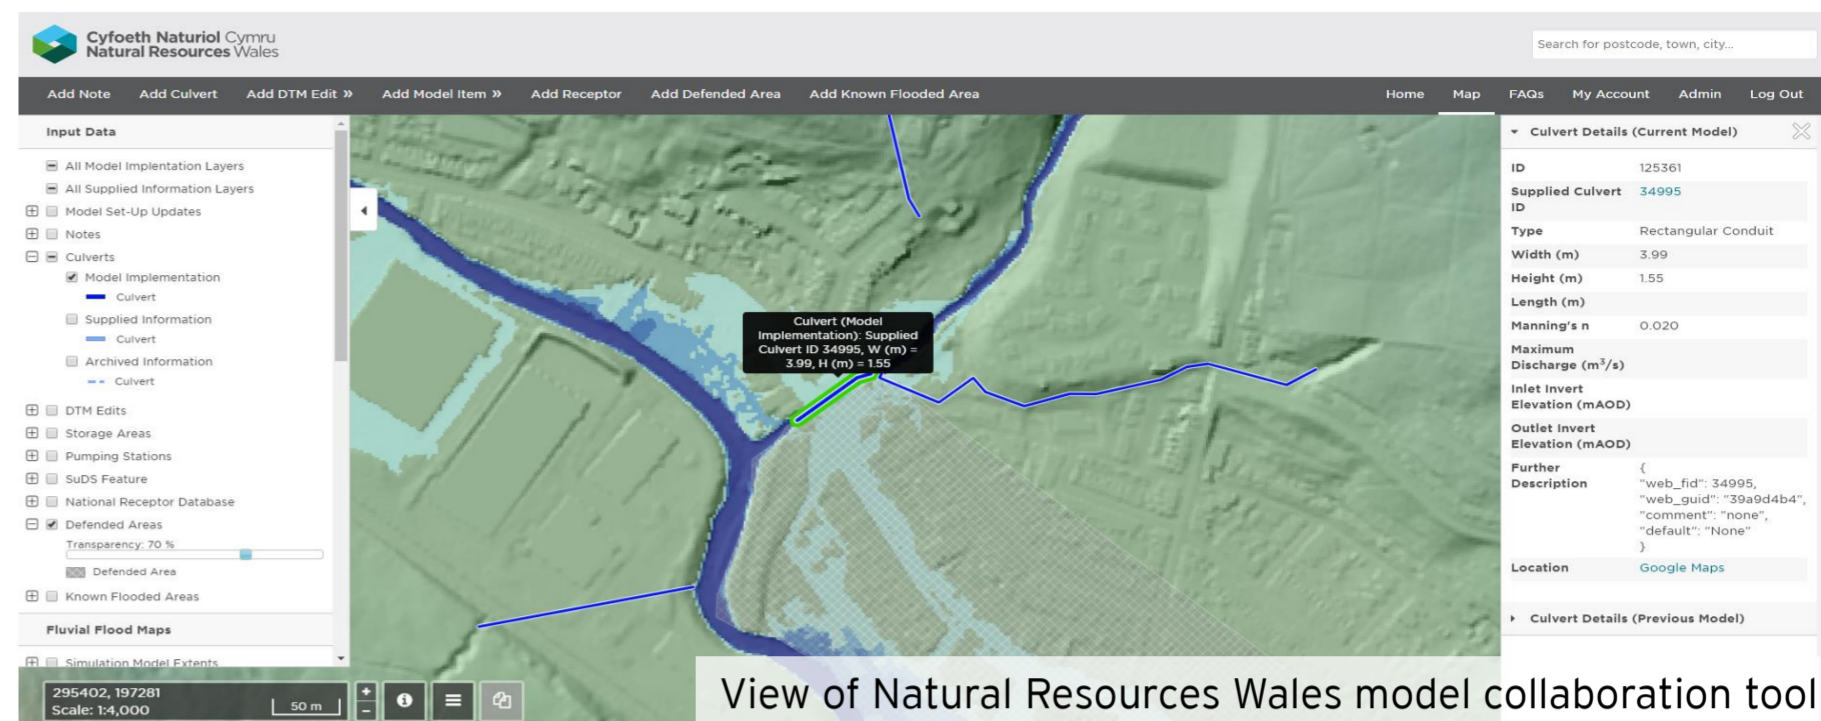 Cyfoeth Naturiol Cymru
Natural Resources Wales
Search for postcode, town, city...
Add Note Add Culvert Add DTM Edit » Add Model Item » Add Receptor Add Defended Area Add Known Flooded Area Home Map FAQs My Account Admin Log Out
Input Data
All Model Implentation Layers
All Supplied Information Layers
Model Set-Up Updates
Notes
Culverts
Model Implementation
Culvert
Supplied Information
Culvert
Archived Information
Culvert
DTM Edits
Storage Areas
Pumping Stations
SuDS Feature
National Receptor Database
Defended Areas
Transparency: 70 %
Defended Area
Known Flooded Areas
Fluvial Flood Maps
Simulation Model Extents
295402, 197281
Scale: 1:4,000
50 m
Culvert (Model
Implementation): Supplied
Culvert ID 34995, W (m) =
3.99, H (m) = 1.55
Culvert Details (Current Model)
ID 125361
Supplied Culvert 34995
ID
Type Rectangular Conduit
Width (m) 3.99
Height (m) 1.55
Length (m)
Manning's n 0.020
Maximum
Discharge (m³/s)
Inlet Invert
Elevation (mAOD)
Outlet Invert
Elevation (mAOD)
Further {
Description "web_fid": 34995,
"web_guid": "39a9d4b4",
"comment": "none",
"default": "None"
}
Location Google Maps
Culvert Details (Previous Model)
View of Natural Resources Wales model collaboration tool